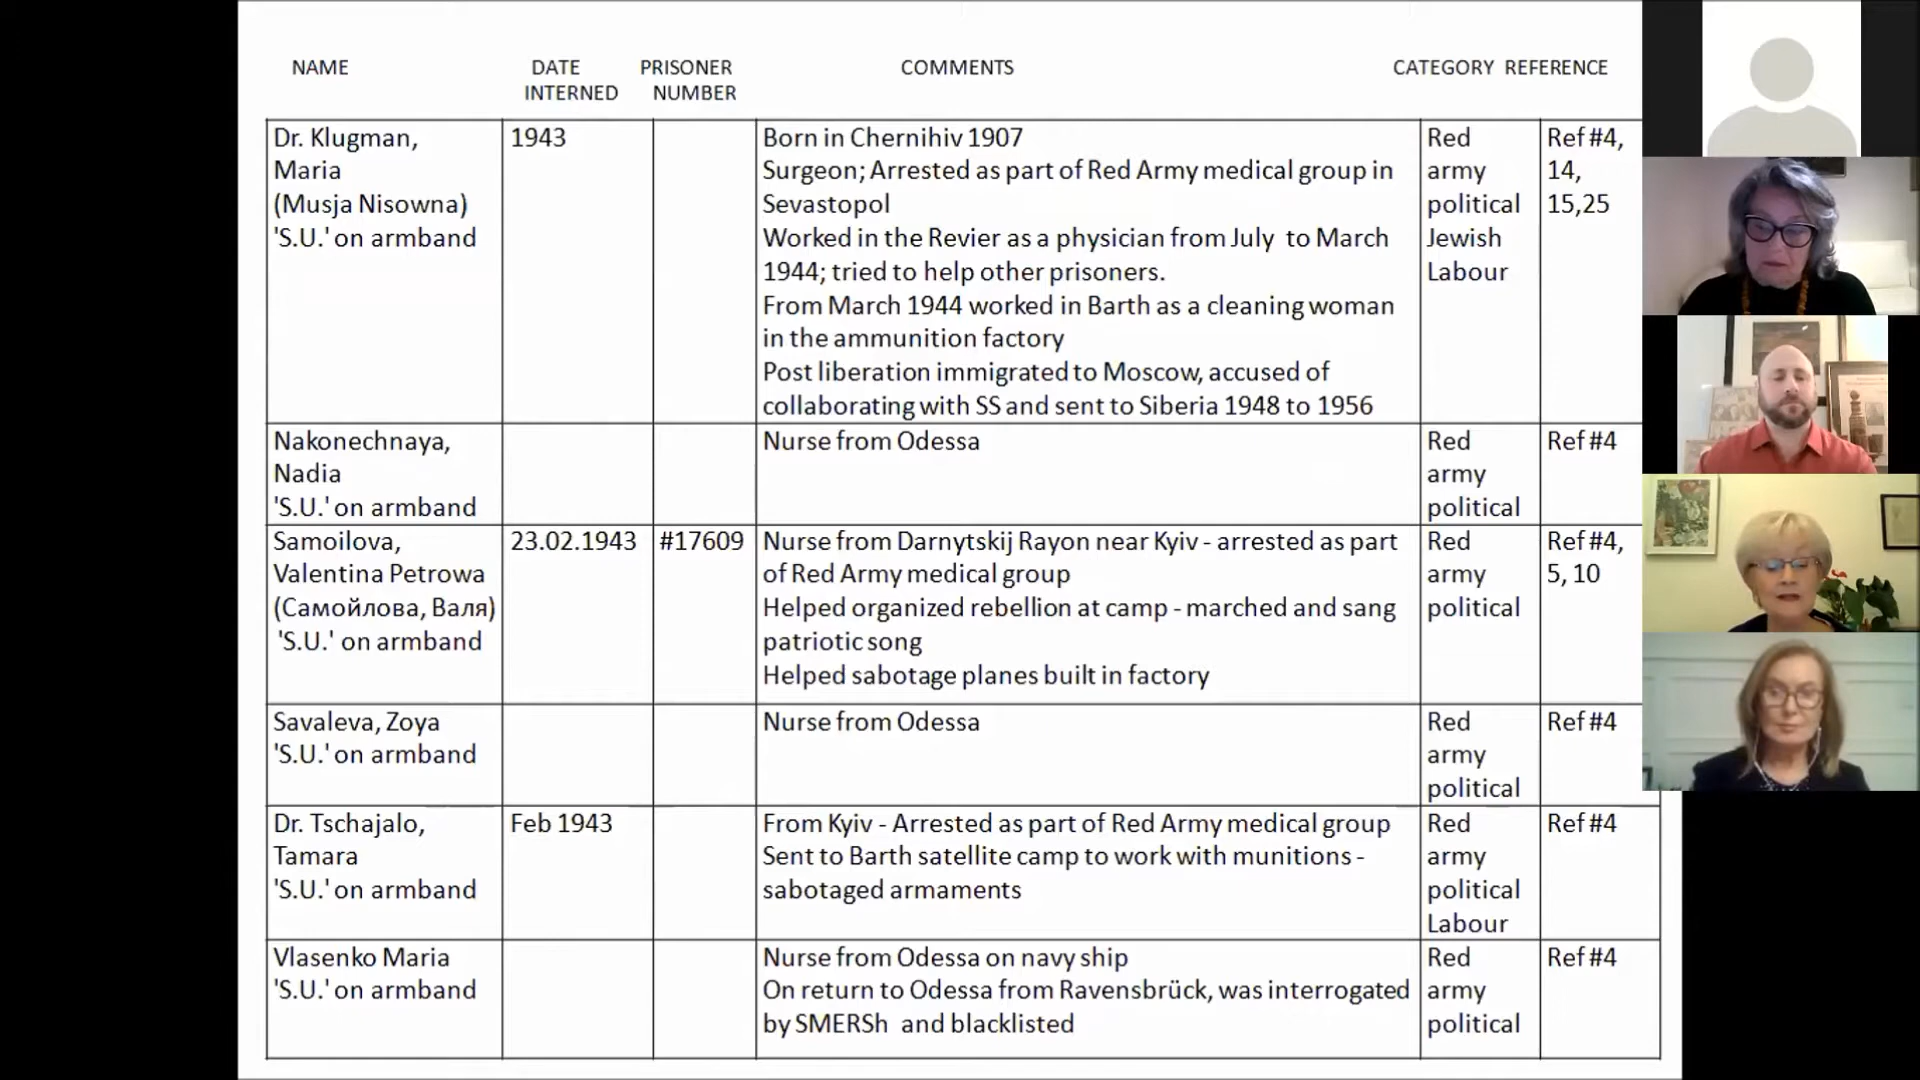 NAME DATE PRISONER COMMENTS CATEGORY REFERENCE
INTERNED NUMBER
Dr. Klugman,
Maria
(Musja Nisowna)
'S.U.' on armband
1943
Born in Chernihiv 1907
Surgeon; Arrested as part of Red Army medical group in
Sevastopol
Worked in the Revier as a physician from July to March
1944; tried to help other prisoners.
From March 1944 worked in Barth as a cleaning woman
in the ammunition factory
Post liberation immigrated to Moscow, accused of
collaborating with SS and sent to Siberia 1948 to 1956
Red
army
political
Jewish
Labour
Ref #4,
14,
15,25
Nakonechnaya,
Nadia
'S.U.' on armband
Nurse from Odessa
Red
army
political
Ref #4
Samoilova,
Valentina Petrowa
(Самойлова, Валя)
'S.U.' on armband
23.02.1943
#17609
Nurse from Darnytskij Rayon near Kyiv - arrested as part
of Red Army medical group
Helped organized rebellion at camp - marched and sang
patriotic song
Helped sabotage planes built in factory
Red
army
political
Ref #4,
5, 10
Savaleva, Zoya
'S.U.' on armband
Nurse from Odessa
Red
army
political
Ref #4
Dr. Tschajalo,
Tamara
'S.U.' on armband
Feb 1943
From Kyiv - Arrested as part of Red Army medical group
Sent to Barth satellite camp to work with munitions -
sabotaged armaments
Red
army
political
Labour
Ref #4
Vlasenko Maria
'S.U.' on armband
Nurse from Odessa on navy ship
On return to Odessa from Ravensbrück, was interrogated
by SMERSh and blacklisted
Red
army
political
Ref #4